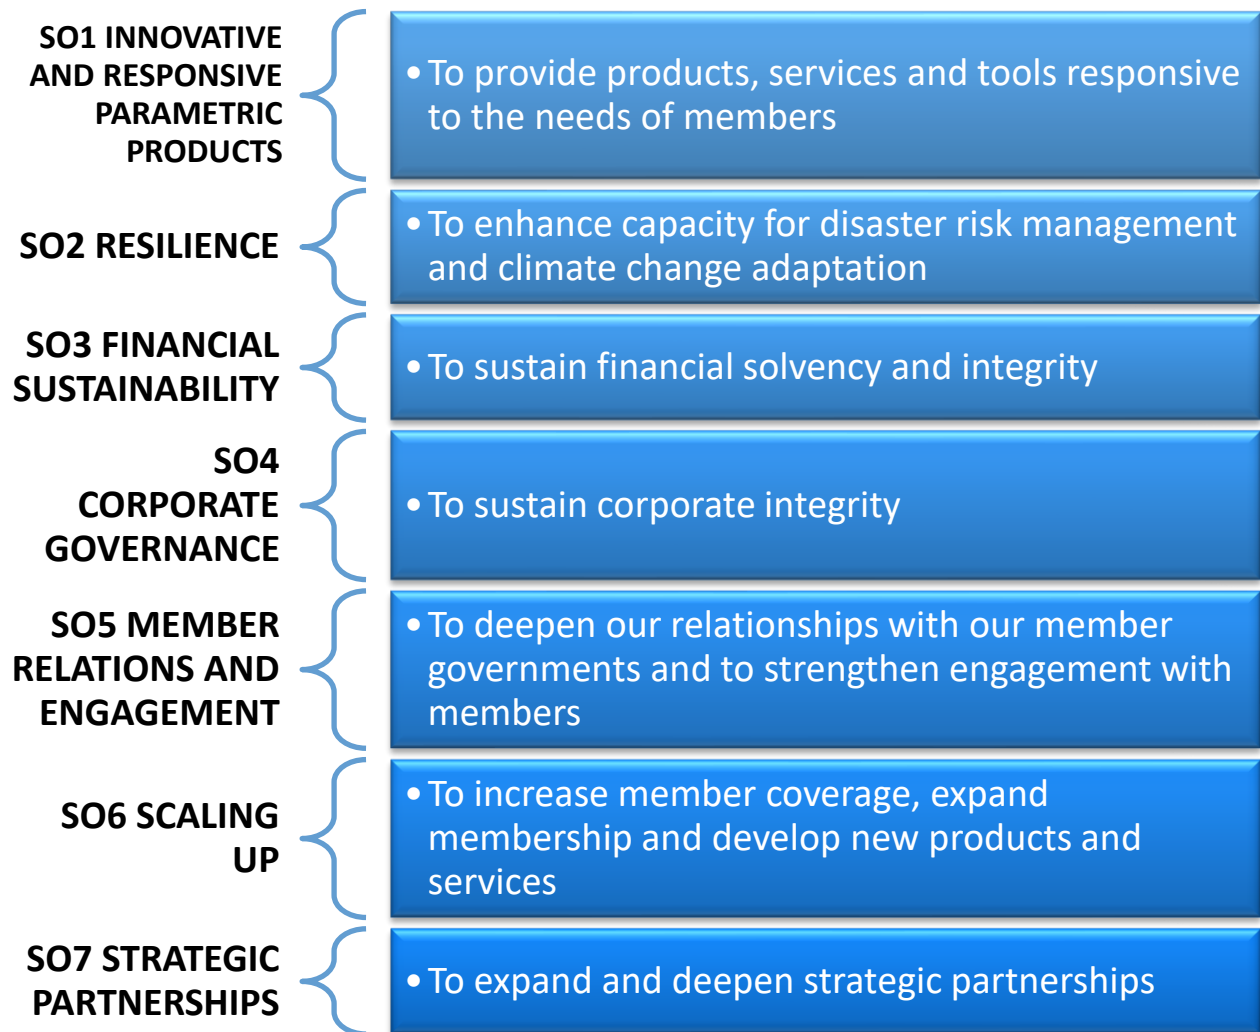 SO1 INNOVATIVE
AND RESPONSIVE
PARAMETRIC
PRODUCTS
• To provide products, services and tools responsive
to the needs of members
SO2 RESILIENCE
• To enhance capacity for disaster risk management
and climate change adaptation
SO3 FINANCIAL
SUSTAINABILITY
• To sustain financial solvency and integrity
SO4
CORPORATE
GOVERNANCE
• To sustain corporate integrity
SO5 MEMBER
RELATIONS AND
ENGAGEMENT
• To deepen our relationships with our member
governments and to strengthen engagement with
members
SO6 SCALING
UP
• To increase member coverage, expand
membership and develop new products and
services
SO7 STRATEGIC
PARTNERSHIPS
• To expand and deepen strategic partnerships